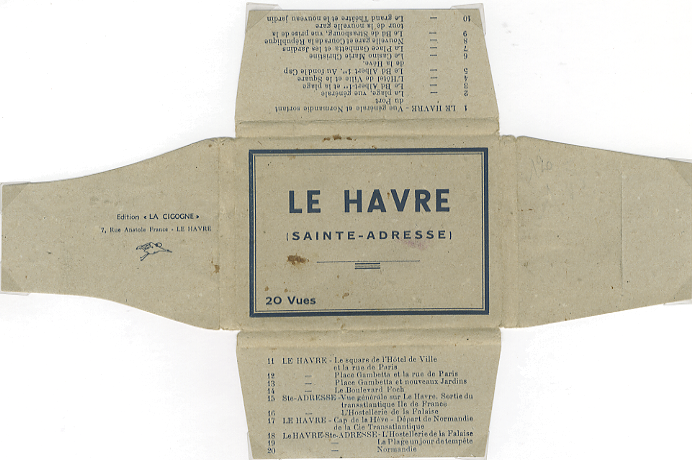 1 LE HAVRE - Vue générale et Normandie sortant
du Port
2 — La plage, vue générale
3 — Le Bd Albert-1er et la plage
4 — L'Hôtel de Ville et le Square
5 — Le Bd Albert 1er. Au fond le Cap
de la Hève
6 — Le Casino Marie Christine
7 — La Place Gambetta et les Jardins
8 — Nouvelle gare et Cours de la République
9 — Le Bd de Strasbourg, vue prise de la
tour de la nouvelle gare
10 — Le grand Théâtre et nouveau jardin
Edition « LA CIGOGNE »
7, Rue Anatole France - LE HAVRE
LE HAVRE
(SAINTE-ADRESSE)
20 Vues
190
11 LE HAVRE - Le square de l'Hôtel de Ville
et la rue de Paris
12 — Place Gambetta et la rue de Paris
13 — Place Gambetta et nouveaux Jardins
14 — Le Boulevard Foch
15 Ste-ADRESSE - Vue générale sur Le Havre. Sortie du
transatlantique Ile de France
16 — L'Hostellerie de la Falaise
17 LE HAVRE - Cap de la Hève - Départ de Normandie
de la Cie Transatlantique
18 Le HAVRE-Ste-ADRESSE - L'Hostellerie de la Falaise
19 — La Plage un jour de tempête
20 — Normandie